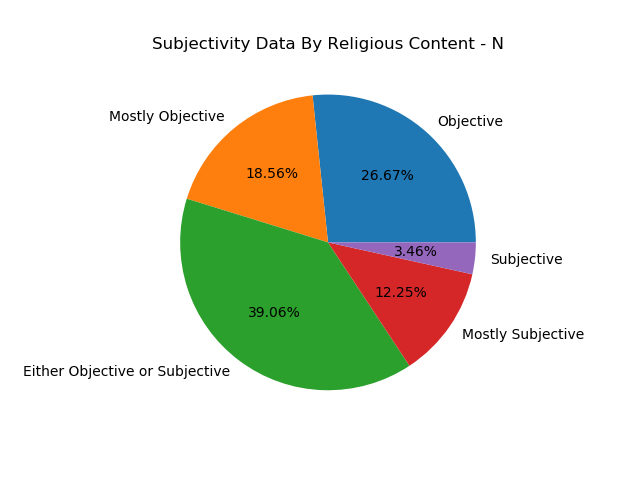 Subjectivity Data By Religious Content - N
Mostly Objective
Objective
18.56%
26.67%
3.46%
Subjective
12.25%
39.06%
Mostly Subjective
Either Objective or Subjective